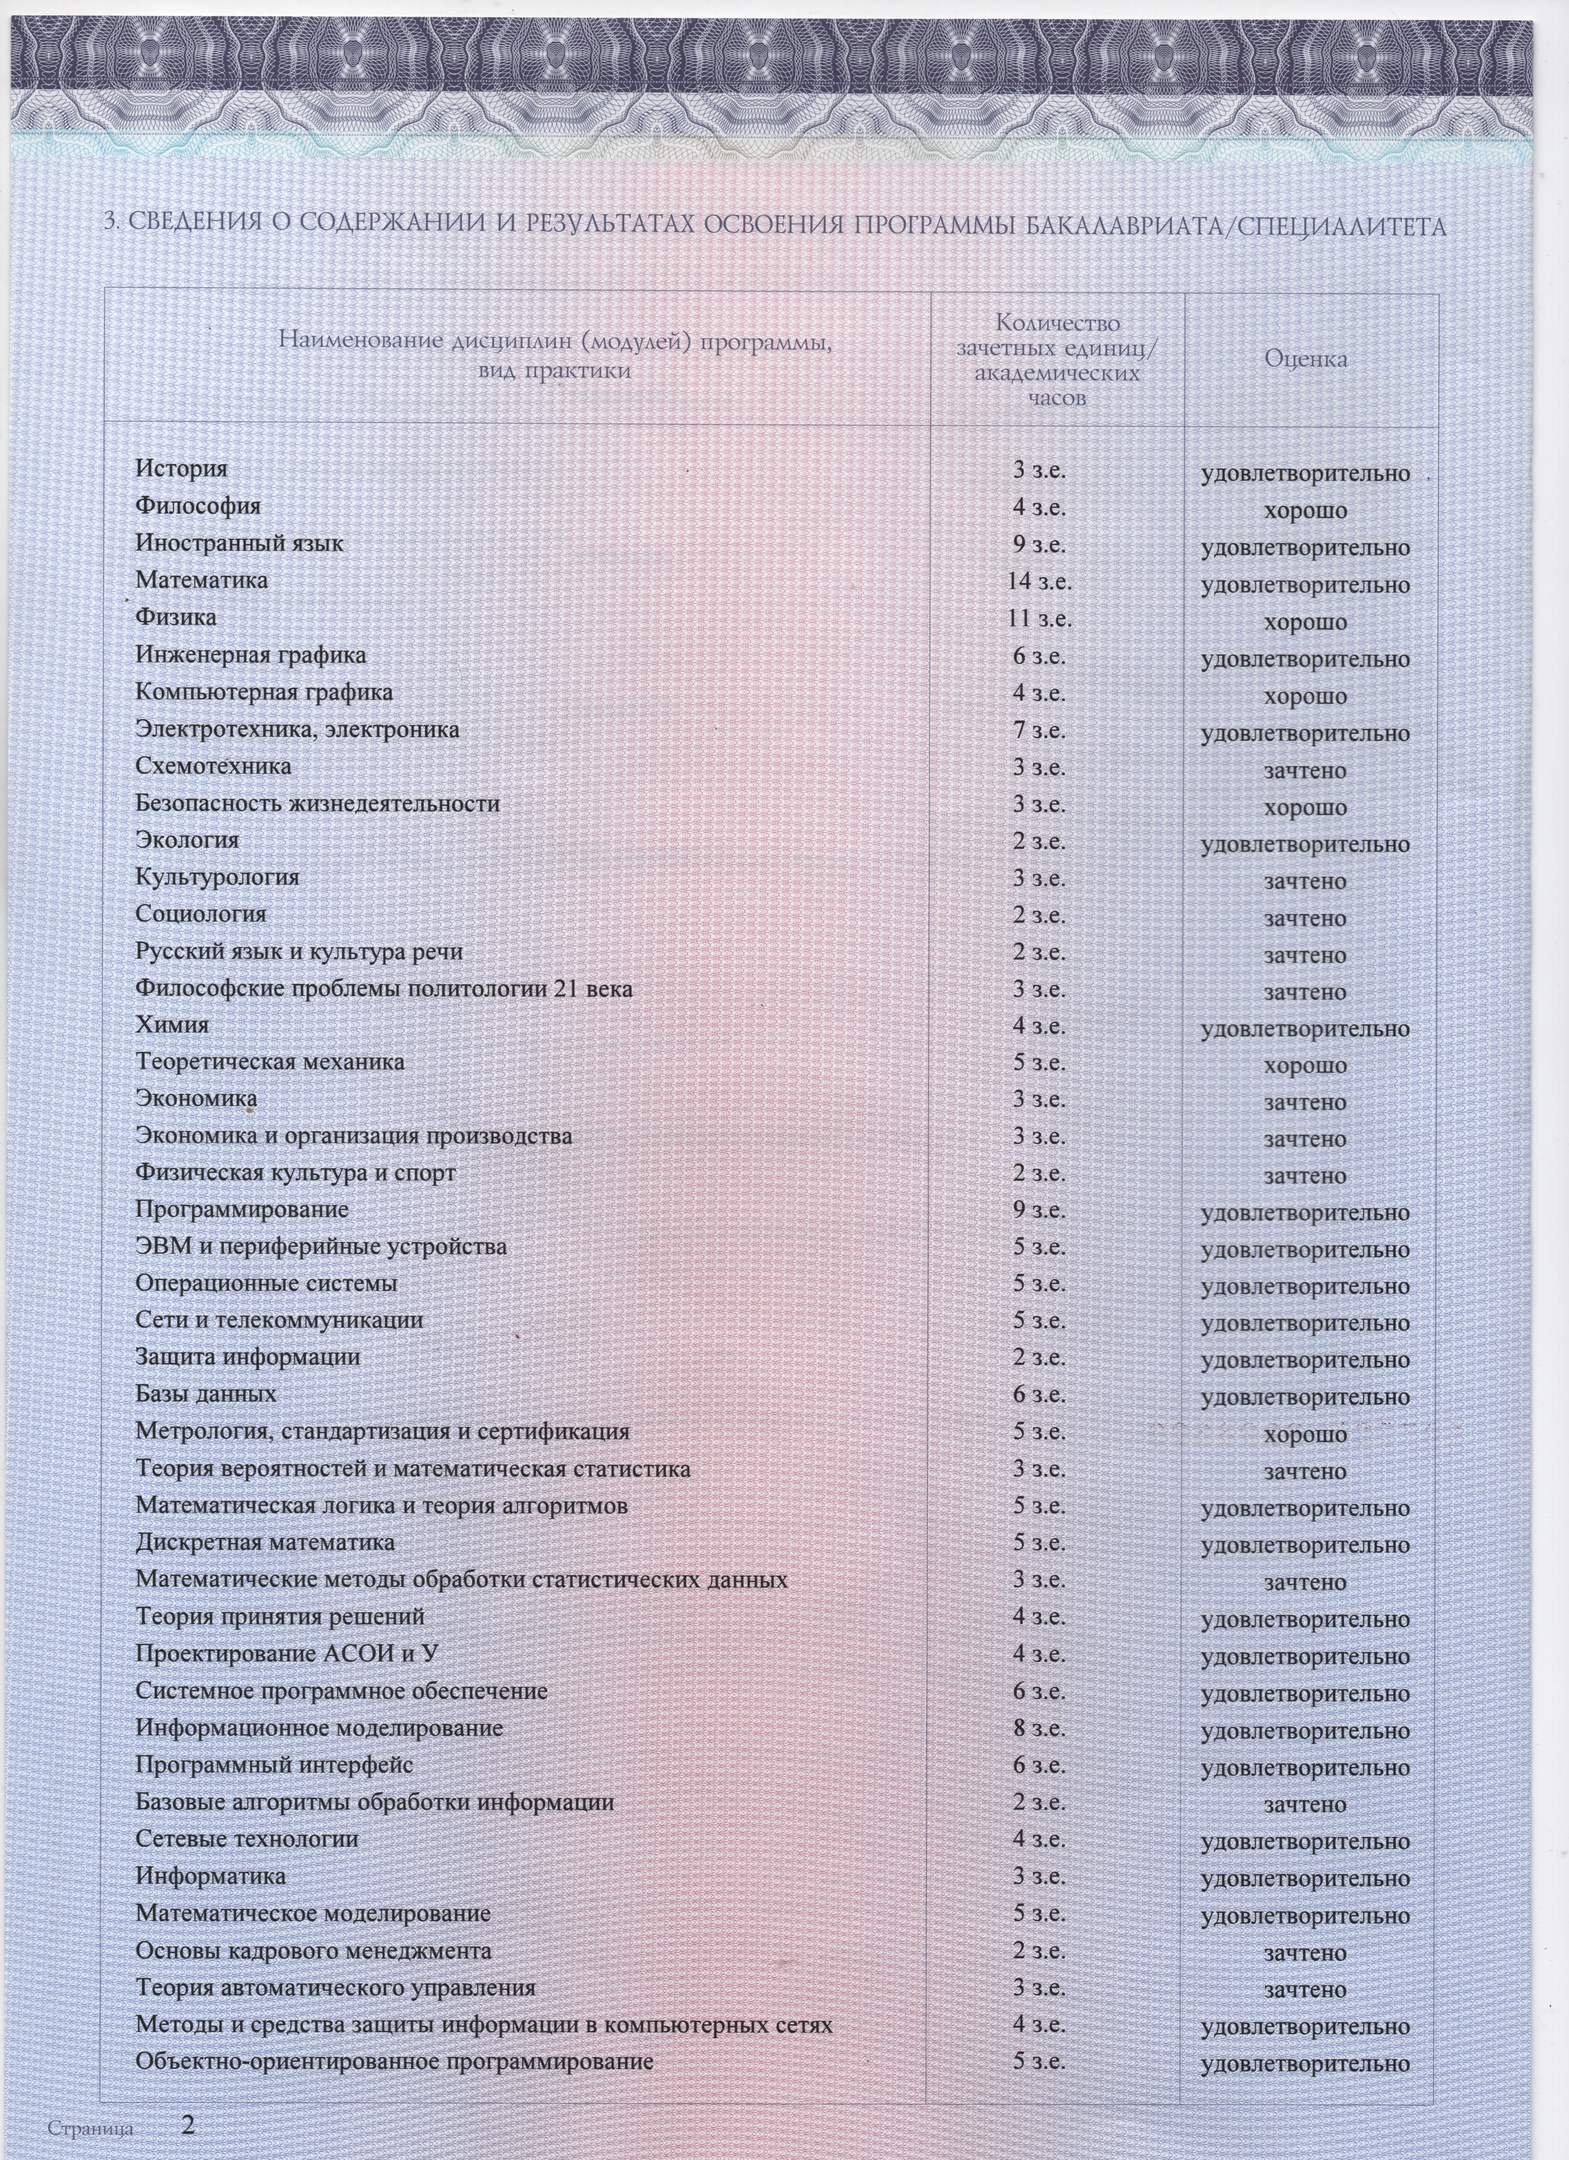 3. СВЕДЕНИЯ О СОДЕРЖАНИИ И РЕЗУЛЬТАТАХ ОСВОЕНИЯ ПРОГРАММЫ БАКАЛАВРИАТА/СПЕЦИАЛИТЕТА
Наименование дисциплин (модулей) программы,
вид практики
Количество
зачетных единиц/
академических
часов
Оценка
История 3 з.е. удовлетворительно
Философия 4 з.е. хорошо
Иностранный язык 9 з.е. удовлетворительно
Математика 14 з.е. удовлетворительно
Физика 11 з.е. хорошо
Инженерная графика 6 з.е. удовлетворительно
Компьютерная графика 4 з.е. хорошо
Электротехника, электроника 7 з.е. удовлетворительно
Схемотехника 3 з.е. зачтено
Безопасность жизнедеятельности 3 з.е. хорошо
Экология 2 з.е. удовлетворительно
Культурология 3 з.е. зачтено
Социология 2 з.е. зачтено
Русский язык и культура речи 2 з.е. зачтено
Философские проблемы политологии 21 века 3 з.е. зачтено
Химия 4 з.е. удовлетворительно
Теоретическая механика 5 з.е. хорошо
Экономика 3 з.е. зачтено
Экономика и организация производства 3 з.е. зачтено
Физическая культура и спорт 2 з.е. зачтено
Программирование 9 з.е. удовлетворительно
ЭВМ и периферийные устройства 5 з.е. удовлетворительно
Операционные системы 5 з.е. удовлетворительно
Сети и телекоммуникации 5 з.е. удовлетворительно
Защита информации 2 з.е. удовлетворительно
Базы данных 6 з.е. удовлетворительно
Метрология, стандартизация и сертификация 5 з.е. хорошо
Теория вероятностей и математическая статистика 3 з.е. зачтено
Математическая логика и теория алгоритмов 5 з.е. удовлетворительно
Дискретная математика 5 з.е. удовлетворительно
Математические методы обработки статистических данных 3 з.е. зачтено
Теория принятия решений 4 з.е. удовлетворительно
Проектирование АСОИ и У 4 з.е. удовлетворительно
Системное программное обеспечение 6 з.е. удовлетворительно
Информационное моделирование 8 з.е. удовлетворительно
Программный интерфейс 6 з.е. удовлетворительно
Базовые алгоритмы обработки информации 2 з.е. зачтено
Сетевые технологии 4 з.е. удовлетворительно
Информатика 3 з.е. удовлетворительно
Математическое моделирование 5 з.е. удовлетворительно
Основы кадрового менеджмента 2 з.е. зачтено
Теория автоматического управления 3 з.е. зачтено
Методы и средства защиты информации в компьютерных сетях 4 з.е. удовлетворительно
Объектно-ориентированное программирование 5 з.е. удовлетворительно
Страница 2